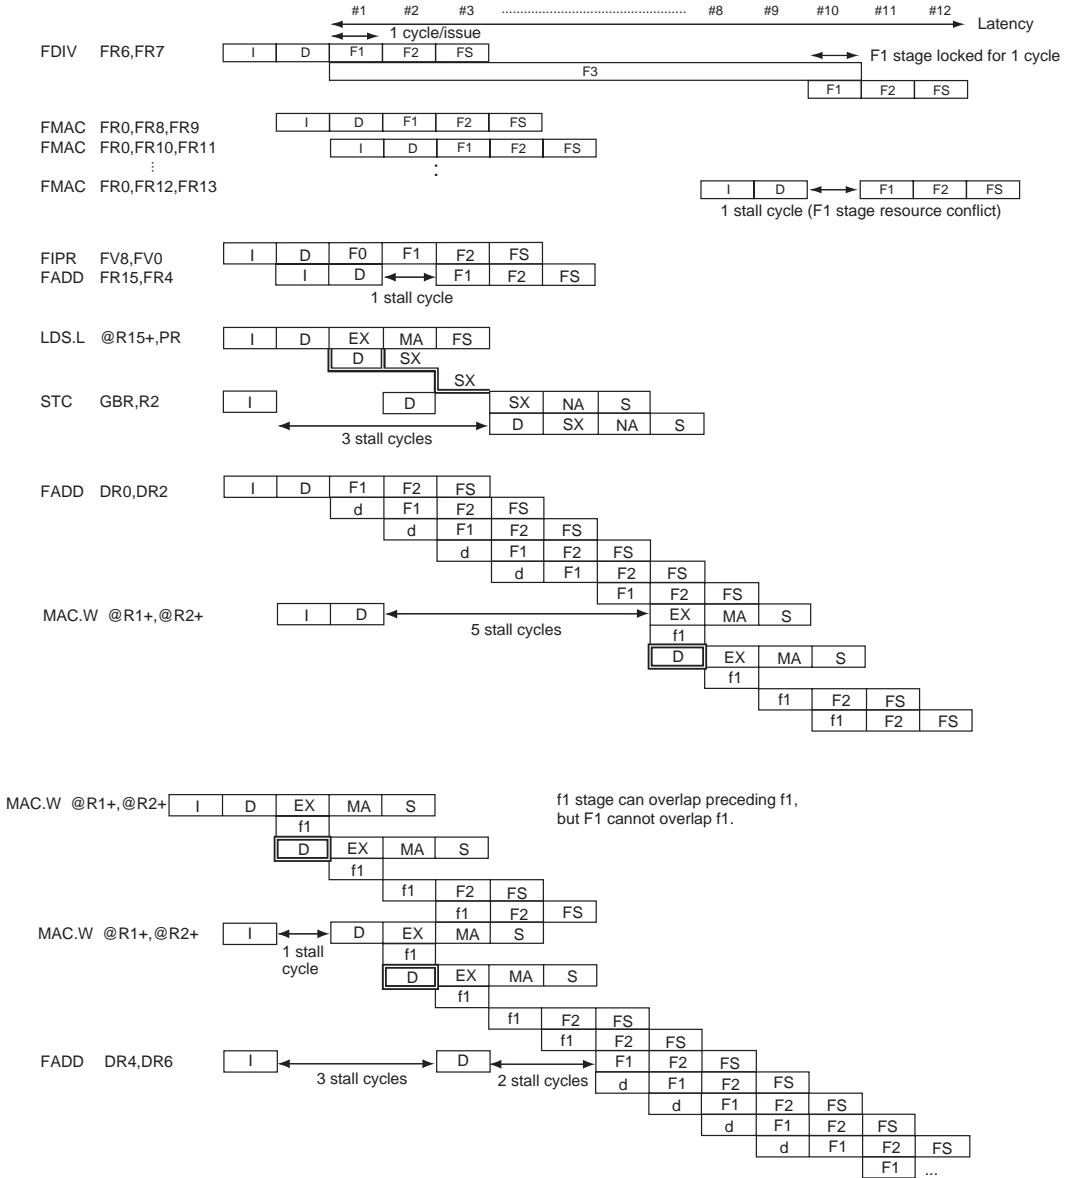 #1 #2 #3 #8 #9 #10 #11 #12
Latency
1 cycle/issue
FDIV FR6,FR7 I D F1 F2 FS
F1 stage locked for 1 cycle
F3
F1 F2 FS
FMAC FR0,FR8,FR9 I D F1 F2 FS
FMAC FR0,FR10,FR11 I D F1 F2 FS
FMAC FR0,FR12,FR13 I D F1 F2 FS
1 stall cycle (F1 stage resource conflict)
FIPR FV8,FV0 I D F0 F1 F2 FS
FADD FR15,FR4 I D F1 F2 FS
1 stall cycle
LDS.L @R15+,PR I D EX MA FS
D SX
SX
STC GBR,R2 I D SX NA S
D SX NA S
3 stall cycles
FADD DR0,DR2 I D F1 F2 FS
d F1 F2 FS
d F1 F2 FS
d F1 F2 FS
d F1 F2 FS
F1 F2 FS
MAC.W @R1+,@R2+ I D EX MA S
5 stall cycles
f1
D EX MA S
f1
f1 F2 FS
f1 F2 FS
MAC.W @R1+,@R2+ I D EX MA S
f1 stage can overlap preceding f1,
but F1 cannot overlap f1.
f1
D EX MA S
f1
f1 F2 FS
f1 F2 FS
MAC.W @R1+,@R2+ I D EX MA S
1 stall
cycle
f1
D EX MA S
f1
f1 F2 FS
f1 F2 FS
FADD DR4,DR6 I D F1 F2 FS
3 stall cycles 2 stall cycles
d F1 F2 FS
d F1 F2 FS
d F1 F2 FS
d F1 F2 FS
F1 ...